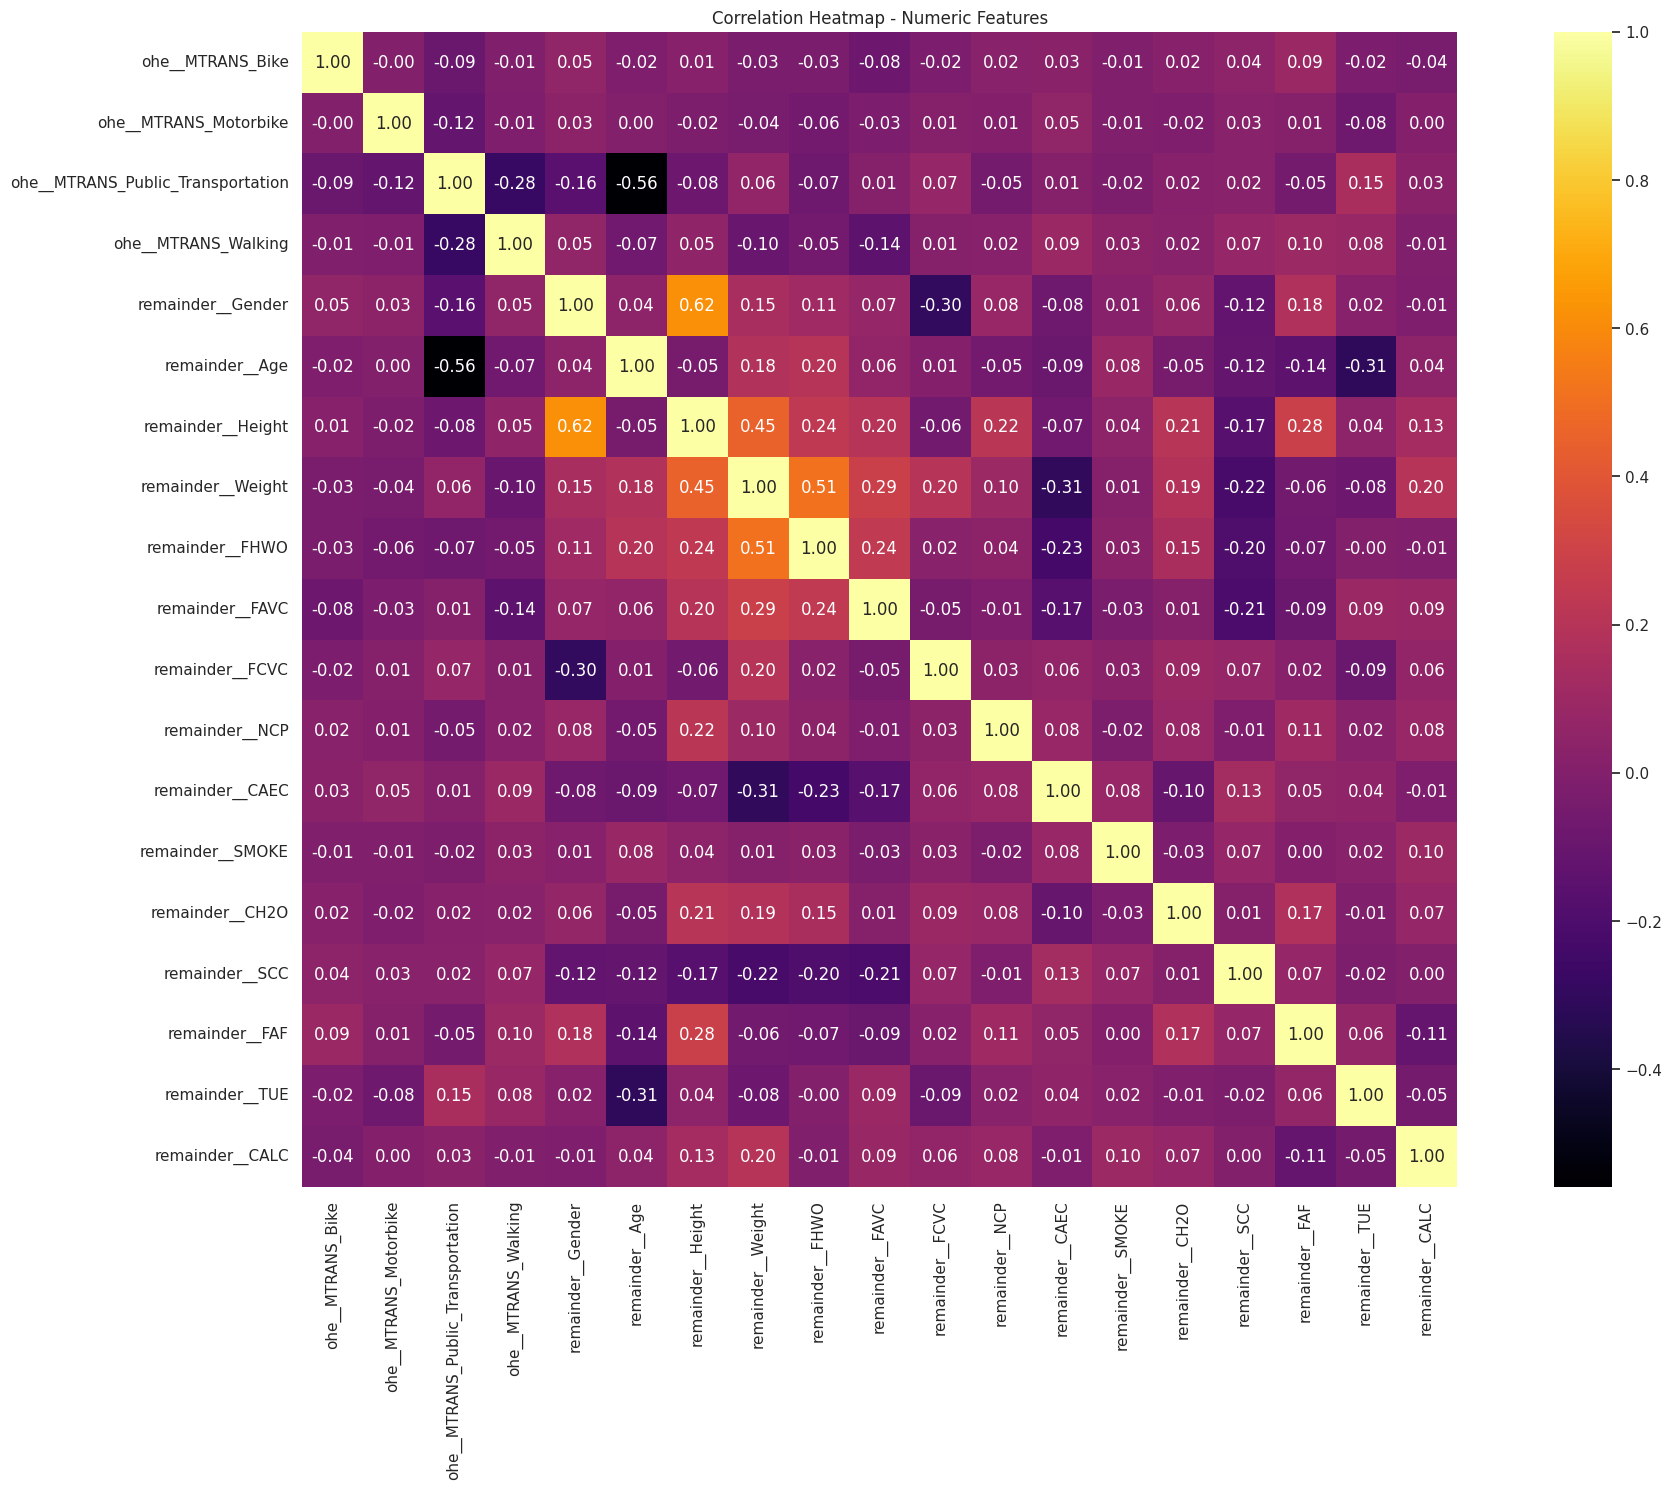 Correlation Heatmap - Numeric Features
ohe__MTRANS_Bike 1.00 -0.00 -0.09 -0.01 0.05 -0.02 0.01 -0.03 -0.03 -0.08 -0.02 0.02 0.03 -0.01 0.02 0.04 0.09 -0.02 -0.04
ohe__MTRANS_Motorbike -0.00 1.00 -0.12 -0.01 0.03 0.00 -0.02 -0.04 -0.06 -0.03 0.01 0.01 0.05 -0.01 -0.02 0.03 0.01 -0.08 0.00
ohe__MTRANS_Public_Transportation -0.09 -0.12 1.00 -0.28 -0.16 -0.56 -0.08 0.06 -0.07 0.01 0.07 -0.05 0.01 -0.02 0.02 0.02 -0.05 0.15 0.03
ohe__MTRANS_Walking -0.01 -0.01 -0.28 1.00 0.05 -0.07 0.05 -0.10 -0.05 -0.14 0.01 0.02 0.09 0.03 0.02 0.07 0.10 0.08 -0.01
remainder__Gender 0.05 0.03 -0.16 0.05 1.00 0.04 0.62 0.15 0.11 0.07 -0.30 0.08 -0.08 0.01 0.06 -0.12 0.18 0.02 -0.01
remainder__Age -0.02 0.00 -0.56 -0.07 0.04 1.00 -0.05 0.18 0.20 0.06 0.01 -0.05 -0.09 0.08 -0.05 -0.12 -0.14 -0.31 0.04
remainder__Height 0.01 -0.02 -0.08 0.05 0.62 -0.05 1.00 0.45 0.24 0.20 -0.06 0.22 -0.07 0.04 0.21 -0.17 0.28 0.04 0.13
remainder__Weight -0.03 -0.04 0.06 -0.10 0.15 0.18 0.45 1.00 0.51 0.29 0.20 0.10 -0.31 0.01 0.19 -0.22 -0.06 -0.08 0.20
remainder__FHWO -0.03 -0.06 -0.07 -0.05 0.11 0.20 0.24 0.51 1.00 0.24 0.02 0.04 -0.23 0.03 0.15 -0.20 -0.07 -0.00 -0.01
remainder__FAVC -0.08 -0.03 0.01 -0.14 0.07 0.06 0.20 0.29 0.24 1.00 -0.05 -0.01 -0.17 -0.03 0.01 -0.21 -0.09 0.09 0.09
remainder__FCVC -0.02 0.01 0.07 0.01 -0.30 0.01 -0.06 0.20 0.02 -0.05 1.00 0.03 0.06 0.03 0.09 0.07 0.02 -0.09 0.06
remainder__NCP 0.02 0.01 -0.05 0.02 0.08 -0.05 0.22 0.10 0.04 -0.01 0.03 1.00 0.08 -0.02 0.08 -0.01 0.11 0.02 0.08
remainder__CAEC 0.03 0.05 0.01 0.09 -0.08 -0.09 -0.07 -0.31 -0.23 -0.17 0.06 0.08 1.00 0.08 -0.10 0.13 0.05 0.04 -0.01
remainder__SMOKE -0.01 -0.01 -0.02 0.03 0.01 0.08 0.04 0.01 0.03 -0.03 0.03 -0.02 0.08 1.00 -0.03 0.07 0.00 0.02 0.10
remainder__CH2O 0.02 -0.02 0.02 0.02 0.06 -0.05 0.21 0.19 0.15 0.01 0.09 0.08 -0.10 -0.03 1.00 0.01 0.17 -0.01 0.07
remainder__SCC 0.04 0.03 0.02 0.07 -0.12 -0.12 -0.17 -0.22 -0.20 -0.21 0.07 -0.01 0.13 0.07 0.01 1.00 0.07 -0.02 0.00
remainder__FAF 0.09 0.01 -0.05 0.10 0.18 -0.14 0.28 -0.06 -0.07 -0.09 0.02 0.11 0.05 0.00 0.17 0.07 1.00 0.06 -0.11
remainder__TUE -0.02 -0.08 0.15 0.08 0.02 -0.31 0.04 -0.08 -0.00 0.09 -0.09 0.02 0.04 0.02 -0.01 -0.02 0.06 1.00 -0.05
remainder__CALC -0.04 0.00 0.03 -0.01 -0.01 0.04 0.13 0.20 -0.01 0.09 0.06 0.08 -0.01 0.10 0.07 0.00 -0.11 -0.05 1.00
ohe__MTRANS_Bike
ohe__MTRANS_Motorbike
ohe__MTRANS_Public_Transportation
ohe__MTRANS_Walking
remainder__Gender
remainder__Age
remainder__Height
remainder__Weight
remainder__FHWO
remainder__FAVC
remainder__FCVC
remainder__NCP
remainder__CAEC
remainder__SMOKE
remainder__CH2O
remainder__SCC
remainder__FAF
remainder__TUE
remainder__CALC
1.0
0.8
0.6
0.4
0.2
0.0
−0.2
−0.4